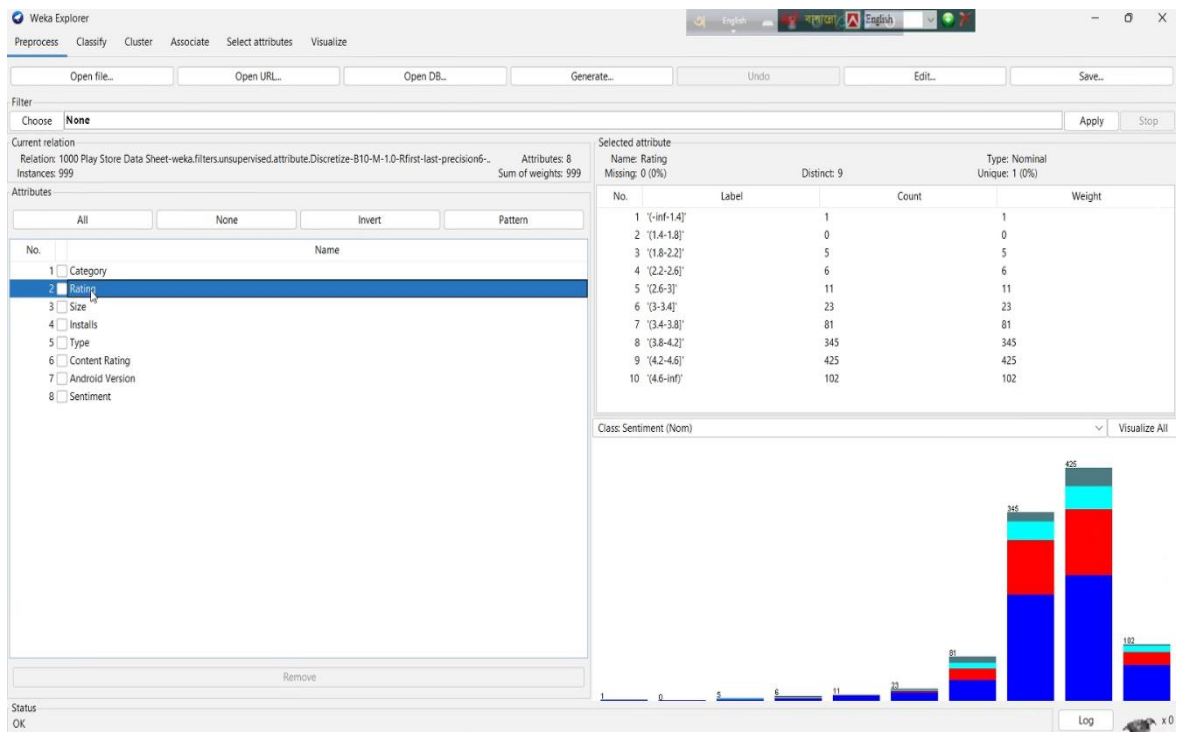 Weka Explorer
অ English বাংলা English
Preprocess Classify Cluster Associate Select attributes Visualize
Open file... Open URL... Open DB... Generate... Undo Edit... Save...
Filter
Choose None Apply Stop
Current relation
Relation: 1000 Play Store Data Sheet-weka.filters.unsupervised.attribute.Discretize-B10-M-1.0-Rfirst-last-precision6-.. Attributes: 8
Instances: 999 Sum of weights: 999
Attributes
All None Invert Pattern
No. Name
1 Category
2 Rating
3 Size
4 Installs
5 Type
6 Content Rating
7 Android Version
8 Sentiment
Remove
Selected attribute
Name: Rating Type: Nominal
Missing: 0 (0%) Distinct: 9 Unique: 1 (0%)
No. Label Count Weight
1 '(-inf-1.4]' 1 1
2 '(1.4-1.8]' 0 0
3 '(1.8-2.2]' 5 5
4 '(2.2-2.6]' 6 6
5 '(2.6-3]' 11 11
6 '(3-3.4]' 23 23
7 '(3.4-3.8]' 81 81
8 '(3.8-4.2]' 345 345
9 '(4.2-4.6]' 425 425
10 '(4.6-inf)' 102 102
Class: Sentiment (Nom) Visualize All
1 0 5 6 11 23 81 345 425 102
Status
OK Log x 0